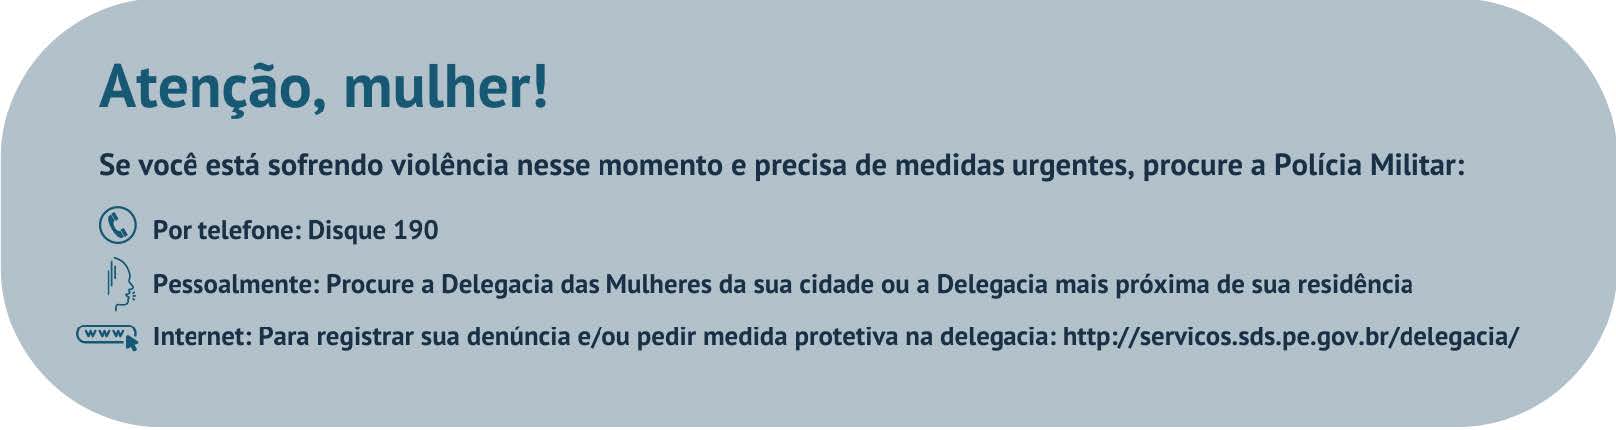 Atenção, mulher!
Se você está sofrendo violência nesse momento e precisa de medidas urgentes, procure a Polícia Militar:
Por telefone: Disque 190
Pessoalmente: Procure a Delegacia das Mulheres da sua cidade ou a Delegacia mais próxima de sua residência
www Internet: Para registrar sua denúncia e/ou pedir medida protetiva na delegacia: http://servicos.sds.pe.gov.br/delegacia/